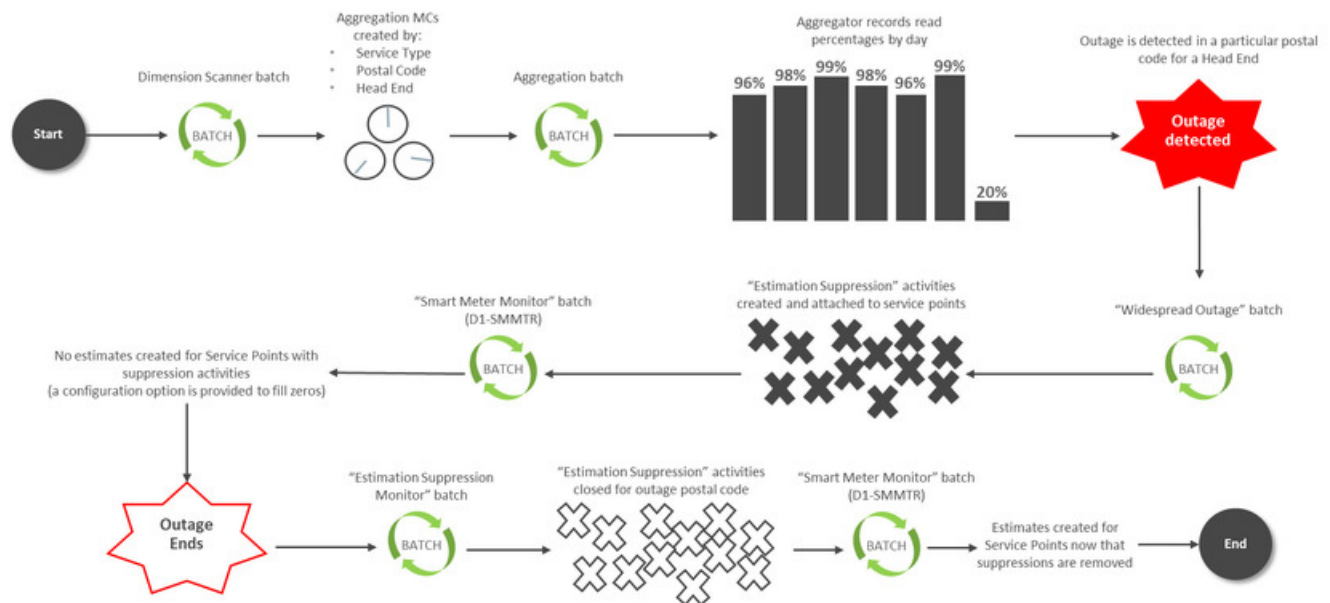 Start
Dimension Scanner batch
BATCH
Aggregation MCs
created by:
• Service Type
• Postal Code
• Head End
Aggregation batch
BATCH
Aggregator records read
percentages by day
96%
98%
99%
98%
96%
99%
20%
Outage is detected in a particular postal
code for a Head End
Outage
detected
"Widespread Outage" batch
BATCH
"Estimation Suppression" activities
created and attached to service points
"Smart Meter Monitor" batch
(D1-SMMTR)
BATCH
No estimates created for Service Points with
suppression activities
(a configuration option is provided to fill zeros)
Outage
Ends
"Estimation Suppression
Monitor" batch
BATCH
"Estimation Suppression" activities
closed for outage postal code
"Smart Meter Monitor" batch
(D1-SMMTR)
BATCH
Estimates created for
Service Points now that
suppressions are removed
End